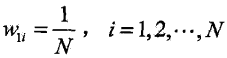 w_{1i} = \frac{1}{N}, i = 1, 2, \cdots, N